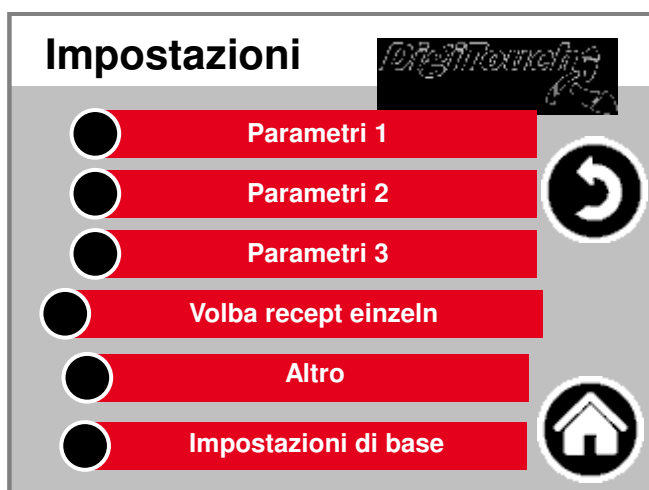 Impostazioni
DigiTouch
Parametri 1
Parametri 2
Parametri 3
Volba recept einzeln
Altro
Impostazioni di base